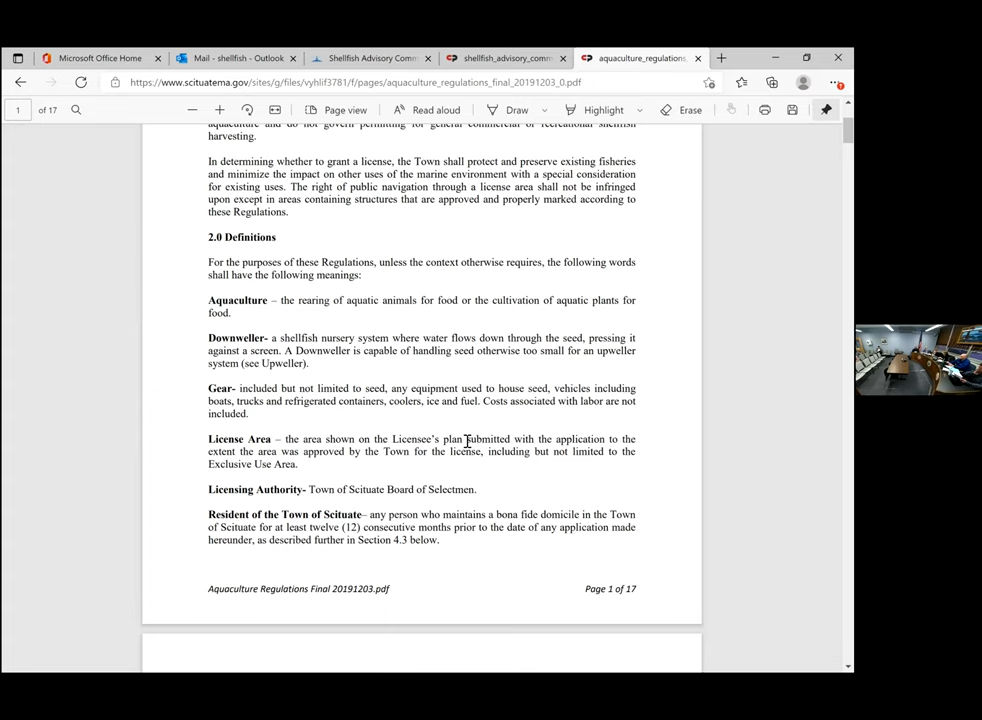 Microsoft Office Home
Mail - shellfish - Outlook
Shellfish Advisory Comm
shellfish_advisory_comm
aquaculture_regulations_
https://www.scituatema.gov/sites/g/files/vyhlif3781/f/pages/aquaculture_regulations_final_20191203_0.pdf
1 of 17
Page view
Read aloud
Draw
Highlight
Erase
aquaculture and do not govern permitting for general commercial or recreational shellfish
harvesting.
In determining whether to grant a license, the Town shall protect and preserve existing fisheries
and minimize the impact on other uses of the marine environment with a special consideration
for existing uses. The right of public navigation through a license area shall not be infringed
upon except in areas containing structures that are approved and properly marked according to
these Regulations.
2.0 Definitions
For the purposes of these Regulations, unless the context otherwise requires, the following words
shall have the following meanings:
Aquaculture – the rearing of aquatic animals for food or the cultivation of aquatic plants for
food.
Downweller- a shellfish nursery system where water flows down through the seed, pressing it
against a screen. A Downweller is capable of handling seed otherwise too small for an upweller
system (see Upweller).
Gear- included but not limited to seed, any equipment used to house seed, vehicles including
boats, trucks and refrigerated containers, coolers, ice and fuel. Costs associated with labor are not
included.
License Area – the area shown on the Licensee's plan submitted with the application to the
extent the area was approved by the Town for the license, including but not limited to the
Exclusive Use Area.
Licensing Authority- Town of Scituate Board of Selectmen.
Resident of the Town of Scituate– any person who maintains a bona fide domicile in the Town
of Scituate for at least twelve (12) consecutive months prior to the date of any application made
hereunder, as described further in Section 4.3 below.
Aquaculture Regulations Final 20191203.pdf Page 1 of 17